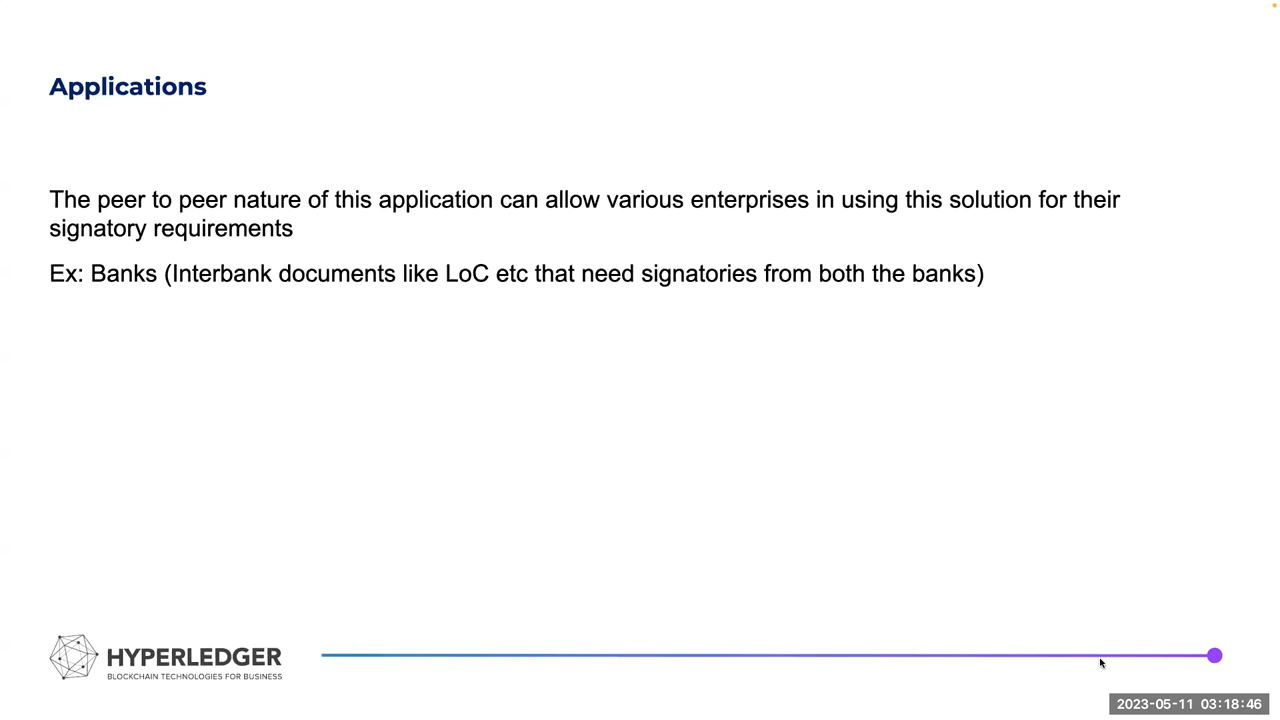 Applications
The peer to peer nature of this application can allow various enterprises in using this solution for their
signatory requirements
Ex: Banks (Interbank documents like LoC etc that need signatories from both the banks)
HYPERLEDGER
BLOCKCHAIN TECHNOLOGIES FOR BUSINESS
2023-05-11 03:18:46